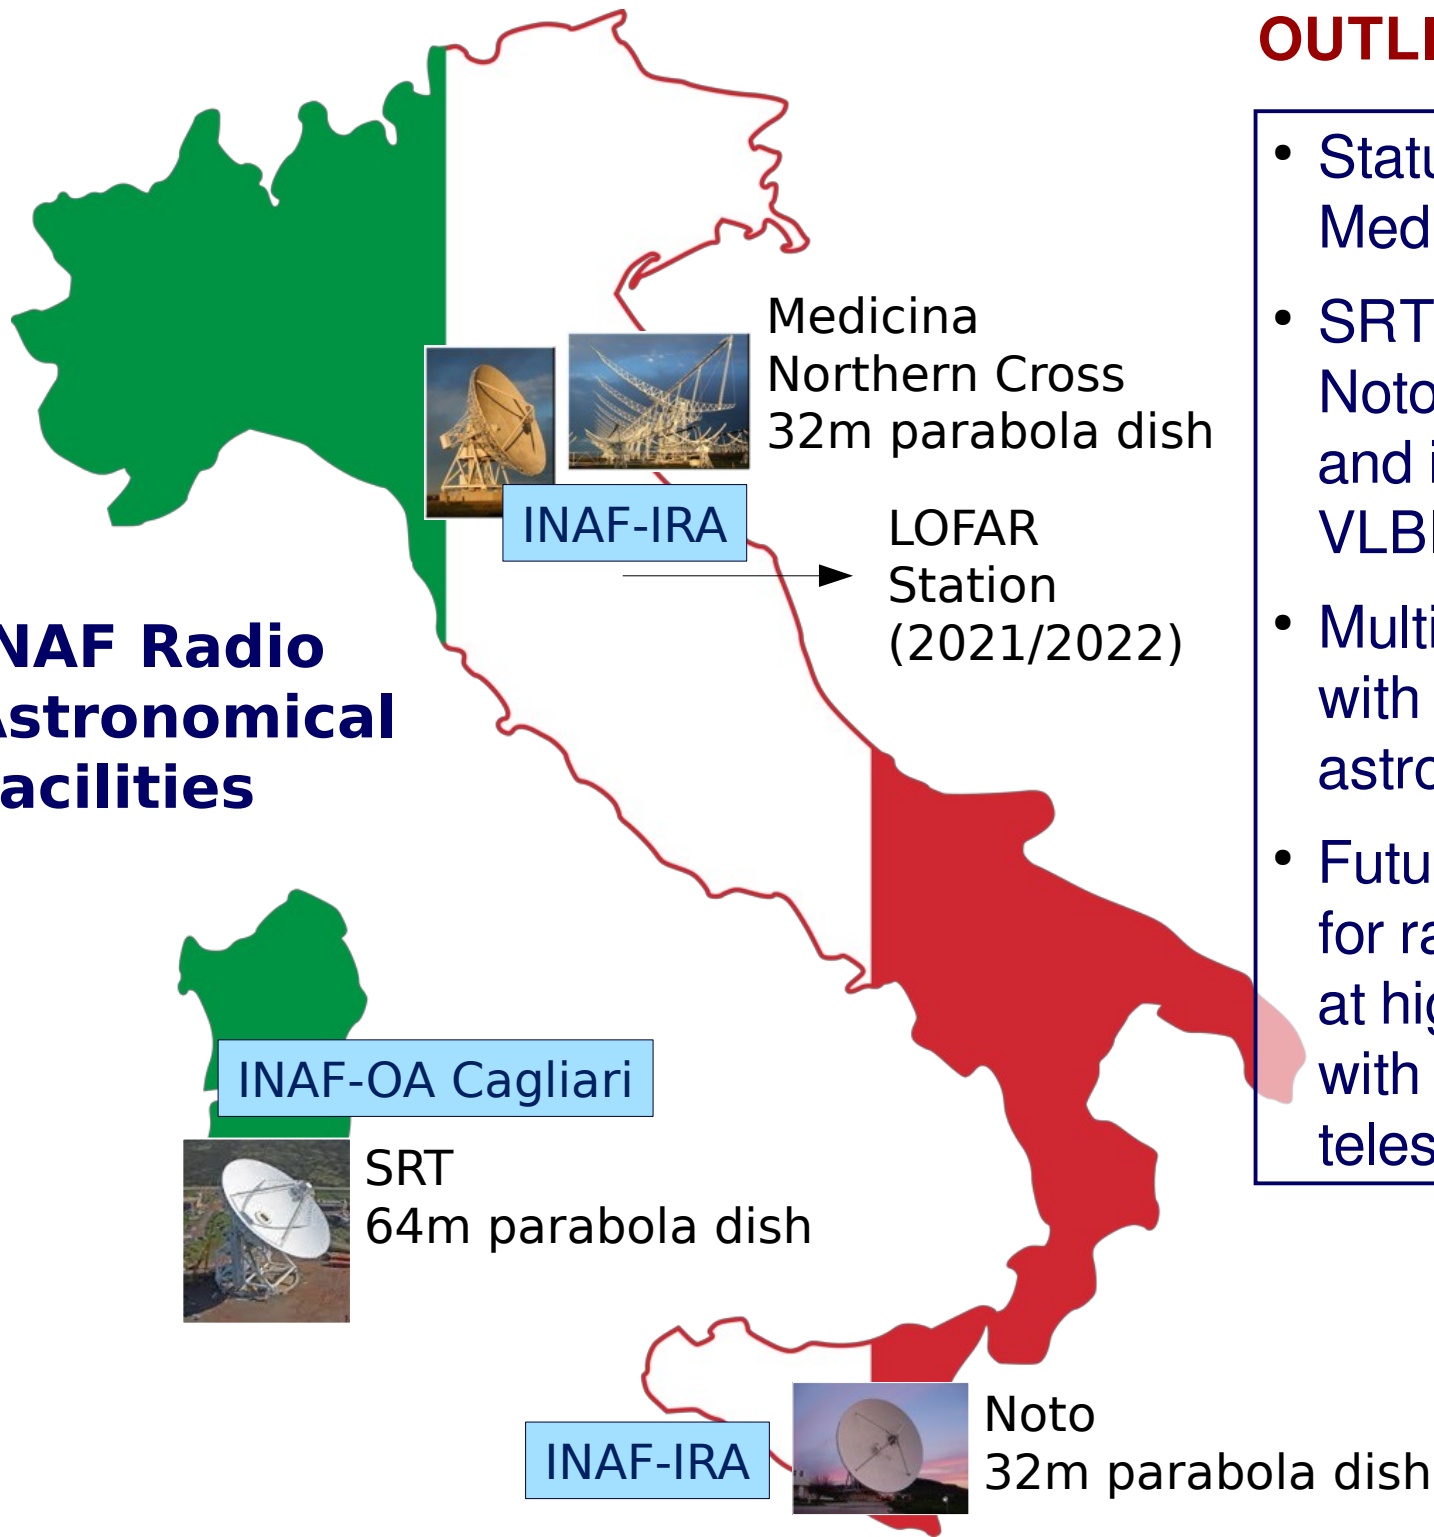 Medicina
Northern Cross
32m parabola dish
INAF-IRA
LOFAR
Station
(2021/2022)
NAF Radio
Astronomical
acilities
INAF-OA Cagliari
SRT
64m parabola dish
INAF-IRA
Noto
32m parabola dish
OUTLI
• Statu
Med
• SRT
Noto
and i
VLBI
• Multi
with
astro
• Futu
for ra
at hig
with
teles